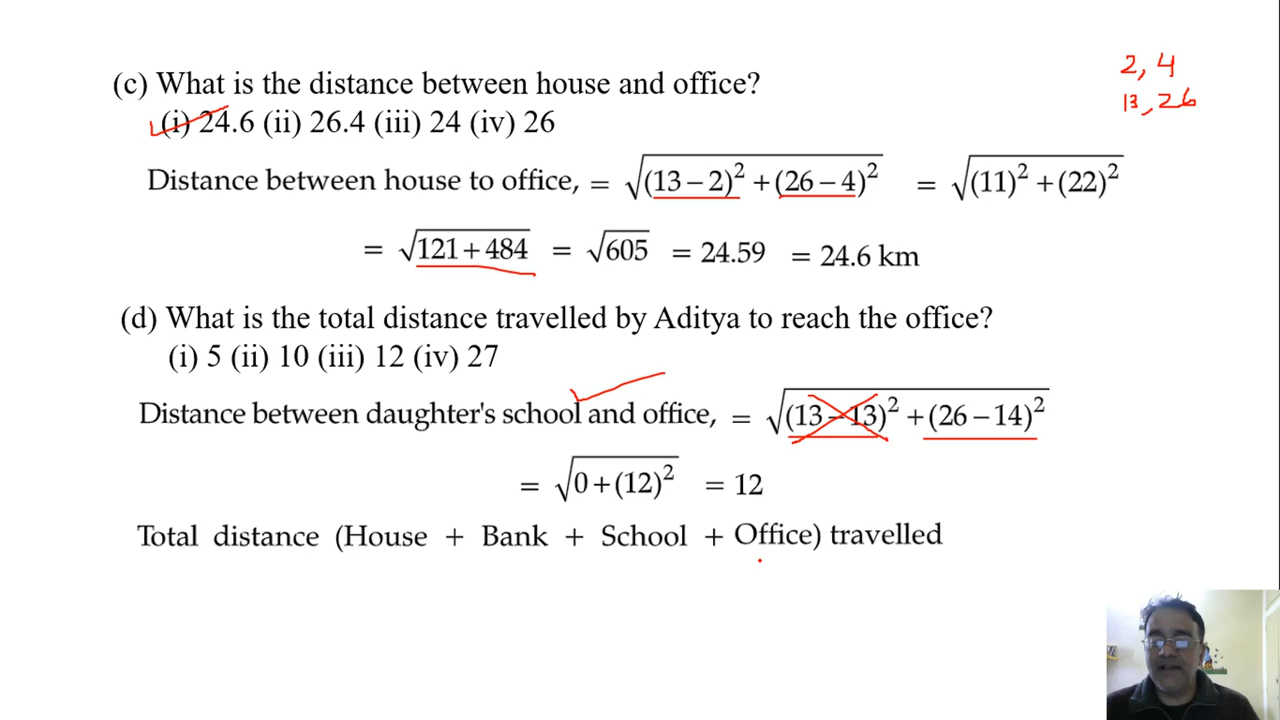 2, 4
13, 26
(c) What is the distance between house and office?
(i) 24.6 (ii) 26.4 (iii) 24 (iv) 26
Distance between house to office, = √((13 – 2)² + (26 – 4)²) = √((11)² + (22)²)
= √(121 + 484) = √605 = 24.59 = 24.6 km
(d) What is the total distance travelled by Aditya to reach the office?
(i) 5 (ii) 10 (iii) 12 (iv) 27
Distance between daughter's school and office, = √((13 – 13)² + (26 – 14)²)
= √(0 + (12)²) = 12
Total distance (House + Bank + School + Office) travelled